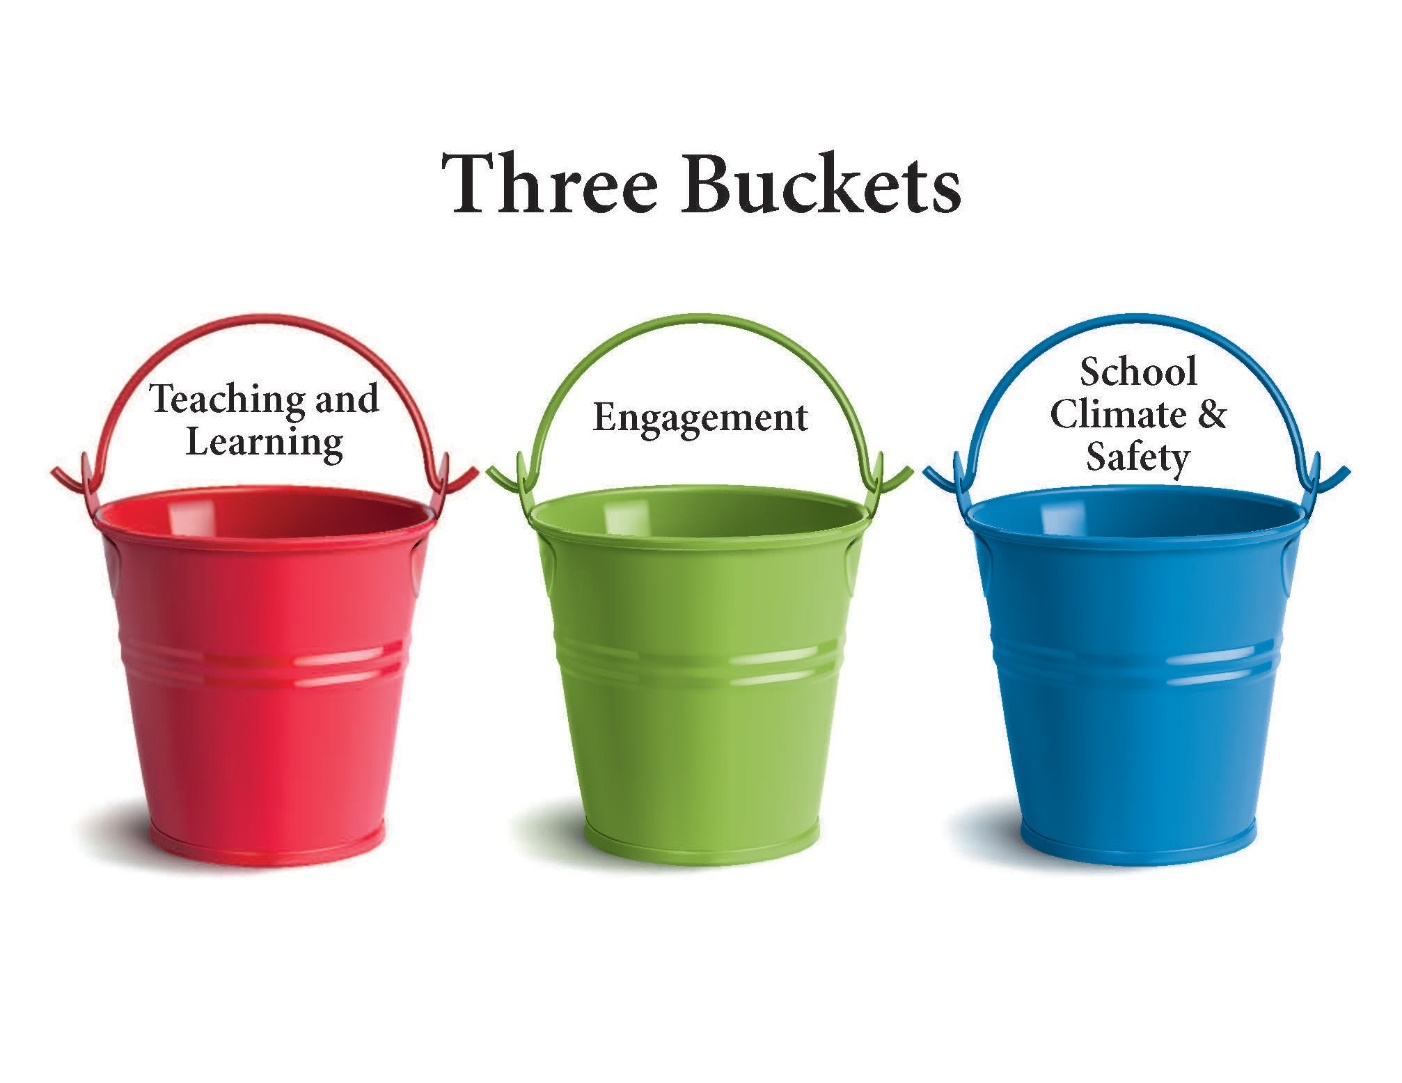 Three Buckets
Teaching and
Learning
Engagement
School
Climate &
Safety